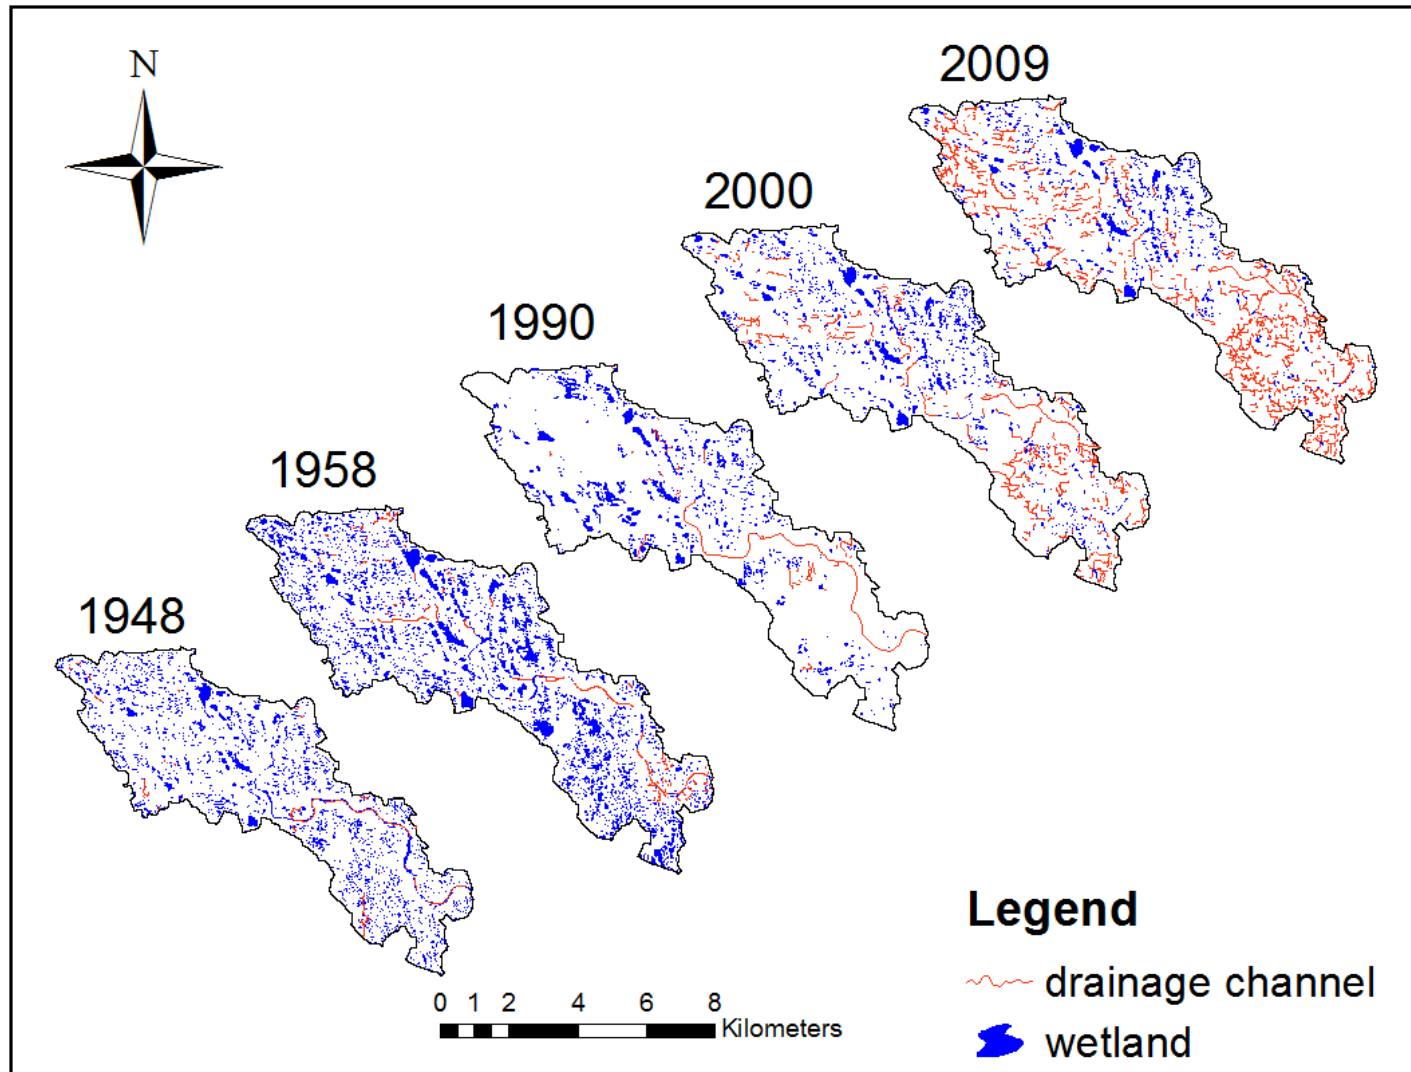 N
2009
2000
1990
1958
1948
Legend
drainage channel
wetland
0 1 2 4 6 8
Kilometers